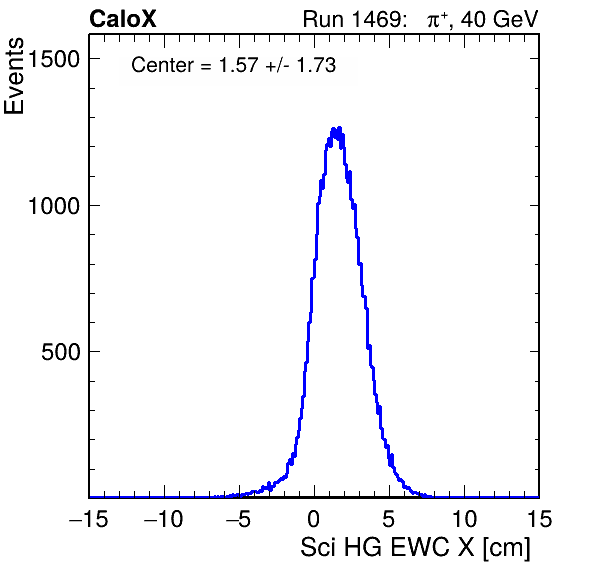 CaloX
Run 1469: π⁺, 40 GeV
Events
Center = 1.57 +/- 1.73
1500
1000
500
−15 −10 −5 0 5 10 15
Sci HG EWC X [cm]